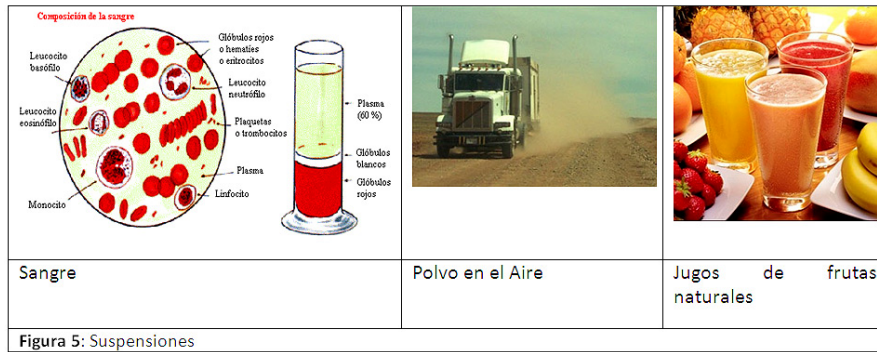 Composición de la sangre
Glóbulos rojos
o hematíes
o eritrocitos
Leucocito
basófilo
Leucocito
neutrófilo
Leucocito
eosinófilo
Plaquetas
o trombocitos
Plasma
Monocito
Linfocito
Plasma
(60 %)
Glóbulos
blancos
Glóbulos
rojos
Sangre
Polvo en el Aire
Jugos de frutas
naturales
Figura 5: Suspensiones